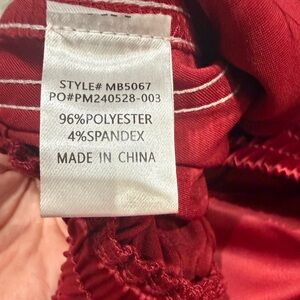 STYLE# MB5067
PO#PM240528-003
96%POLYESTER
4%SPANDEX
MADE IN CHINA